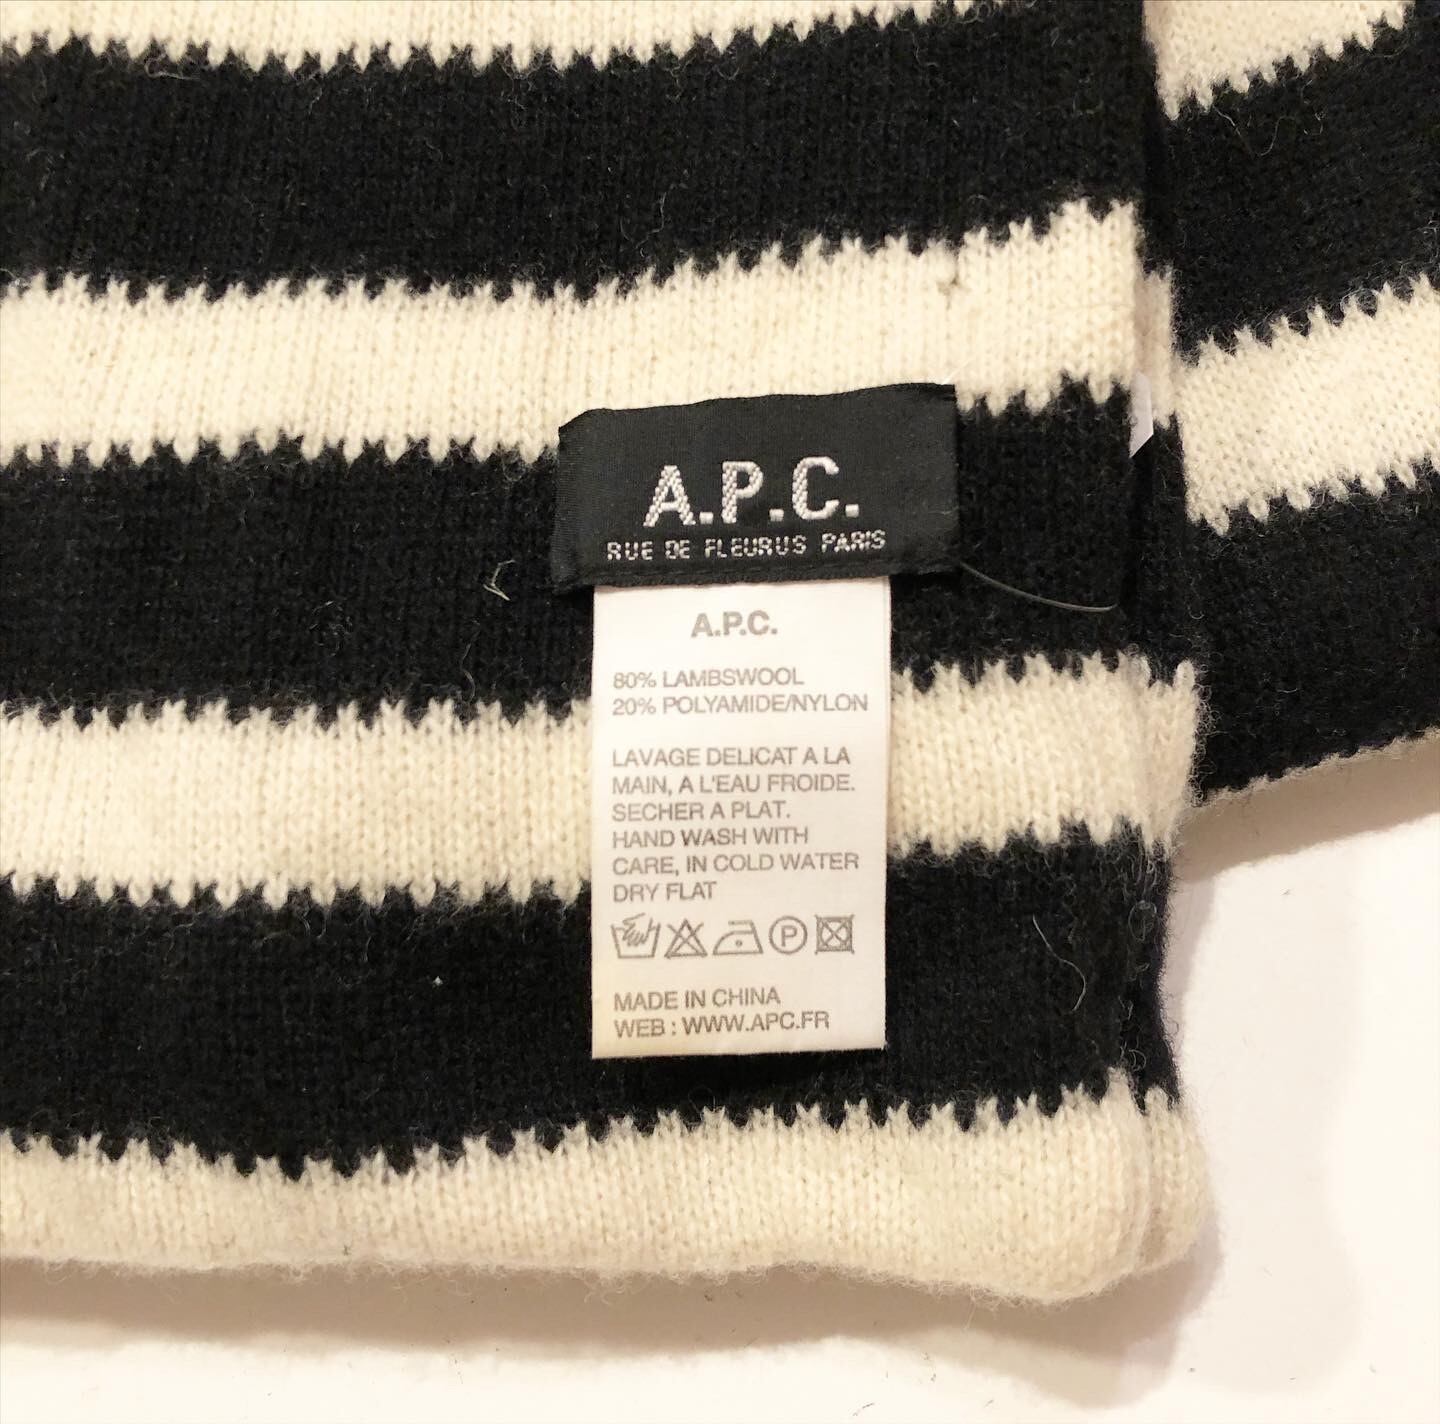 A.P.C.
RUE DE FLEURUS PARIS
A.P.C.
80% LAMBSWOOL
20% POLYAMIDE/NYLON
LAVAGE DELICAT A LA
MAIN, A L'EAU FROIDE.
SECHER A PLAT.
HAND WASH WITH
CARE, IN COLD WATER
DRY FLAT
P
MADE IN CHINA
WEB : WWW.APC.FR